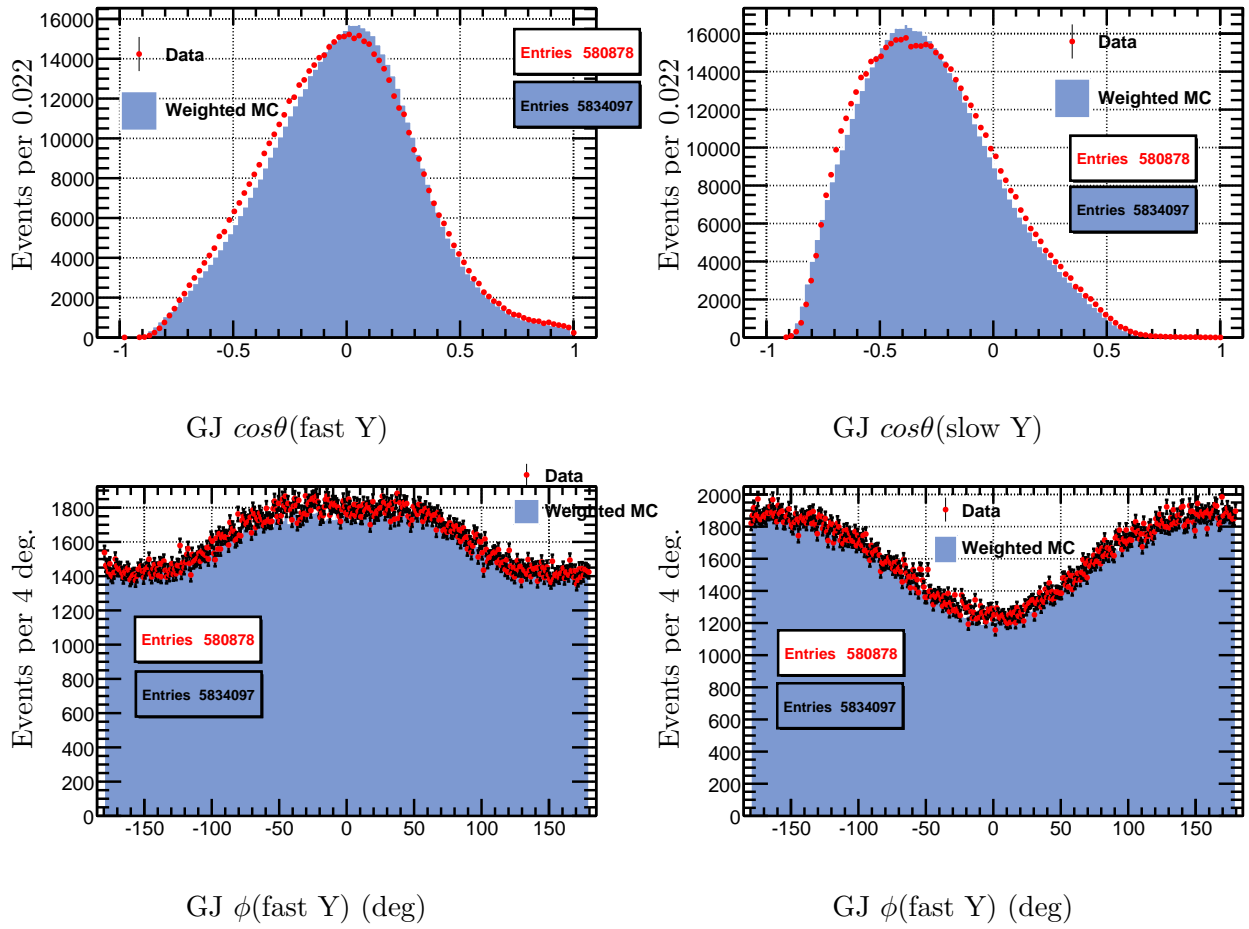 Events per 0.022
16000
14000
12000
10000
8000
6000
4000
2000
0
-1 -0.5 0 0.5 1
Data
Weighted MC
Entries 580878
Entries 5834097
GJ cosθ(fast Y)
Events per 0.022
16000
14000
12000
10000
8000
6000
4000
2000
0
-1 -0.5 0 0.5 1
Data
Weighted MC
Entries 580878
Entries 5834097
GJ cosθ(slow Y)
Events per 4 deg.
1800
1600
1400
1200
1000
800
600
400
200
0
-150 -100 -50 0 50 100 150
Data
Weighted MC
Entries 580878
Entries 5834097
GJ ϕ(fast Y) (deg)
Events per 4 deg.
2000
1800
1600
1400
1200
1000
800
600
400
200
0
-150 -100 -50 0 50 100 150
Data
Weighted MC
Entries 580878
Entries 5834097
GJ ϕ(fast Y) (deg)